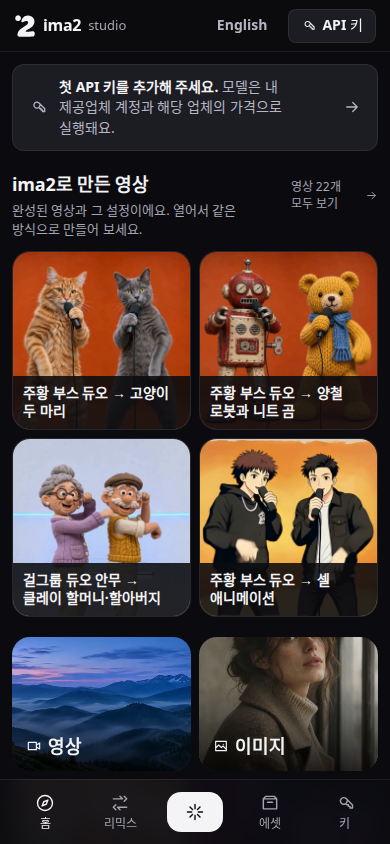 ima2 studio
English
API 키
첫 API 키를 추가해 주세요. 모델은 내
제공업체 계정과 해당 업체의 가격으로
실행돼요.
ima2로 만든 영상
완성된 영상과 그 설정이에요. 열어서 같은
방식으로 만들어 보세요.
영상 22개
모두 보기
주황 부스 듀오 → 고양이
두 마리
주황 부스 듀오 → 양철
로봇과 니트 곰
걸그룹 듀오 안무 →
클레이 할머니·할아버지
주황 부스 듀오 → 셀
애니메이션
영상
이미지
홈
리믹스
에셋
키